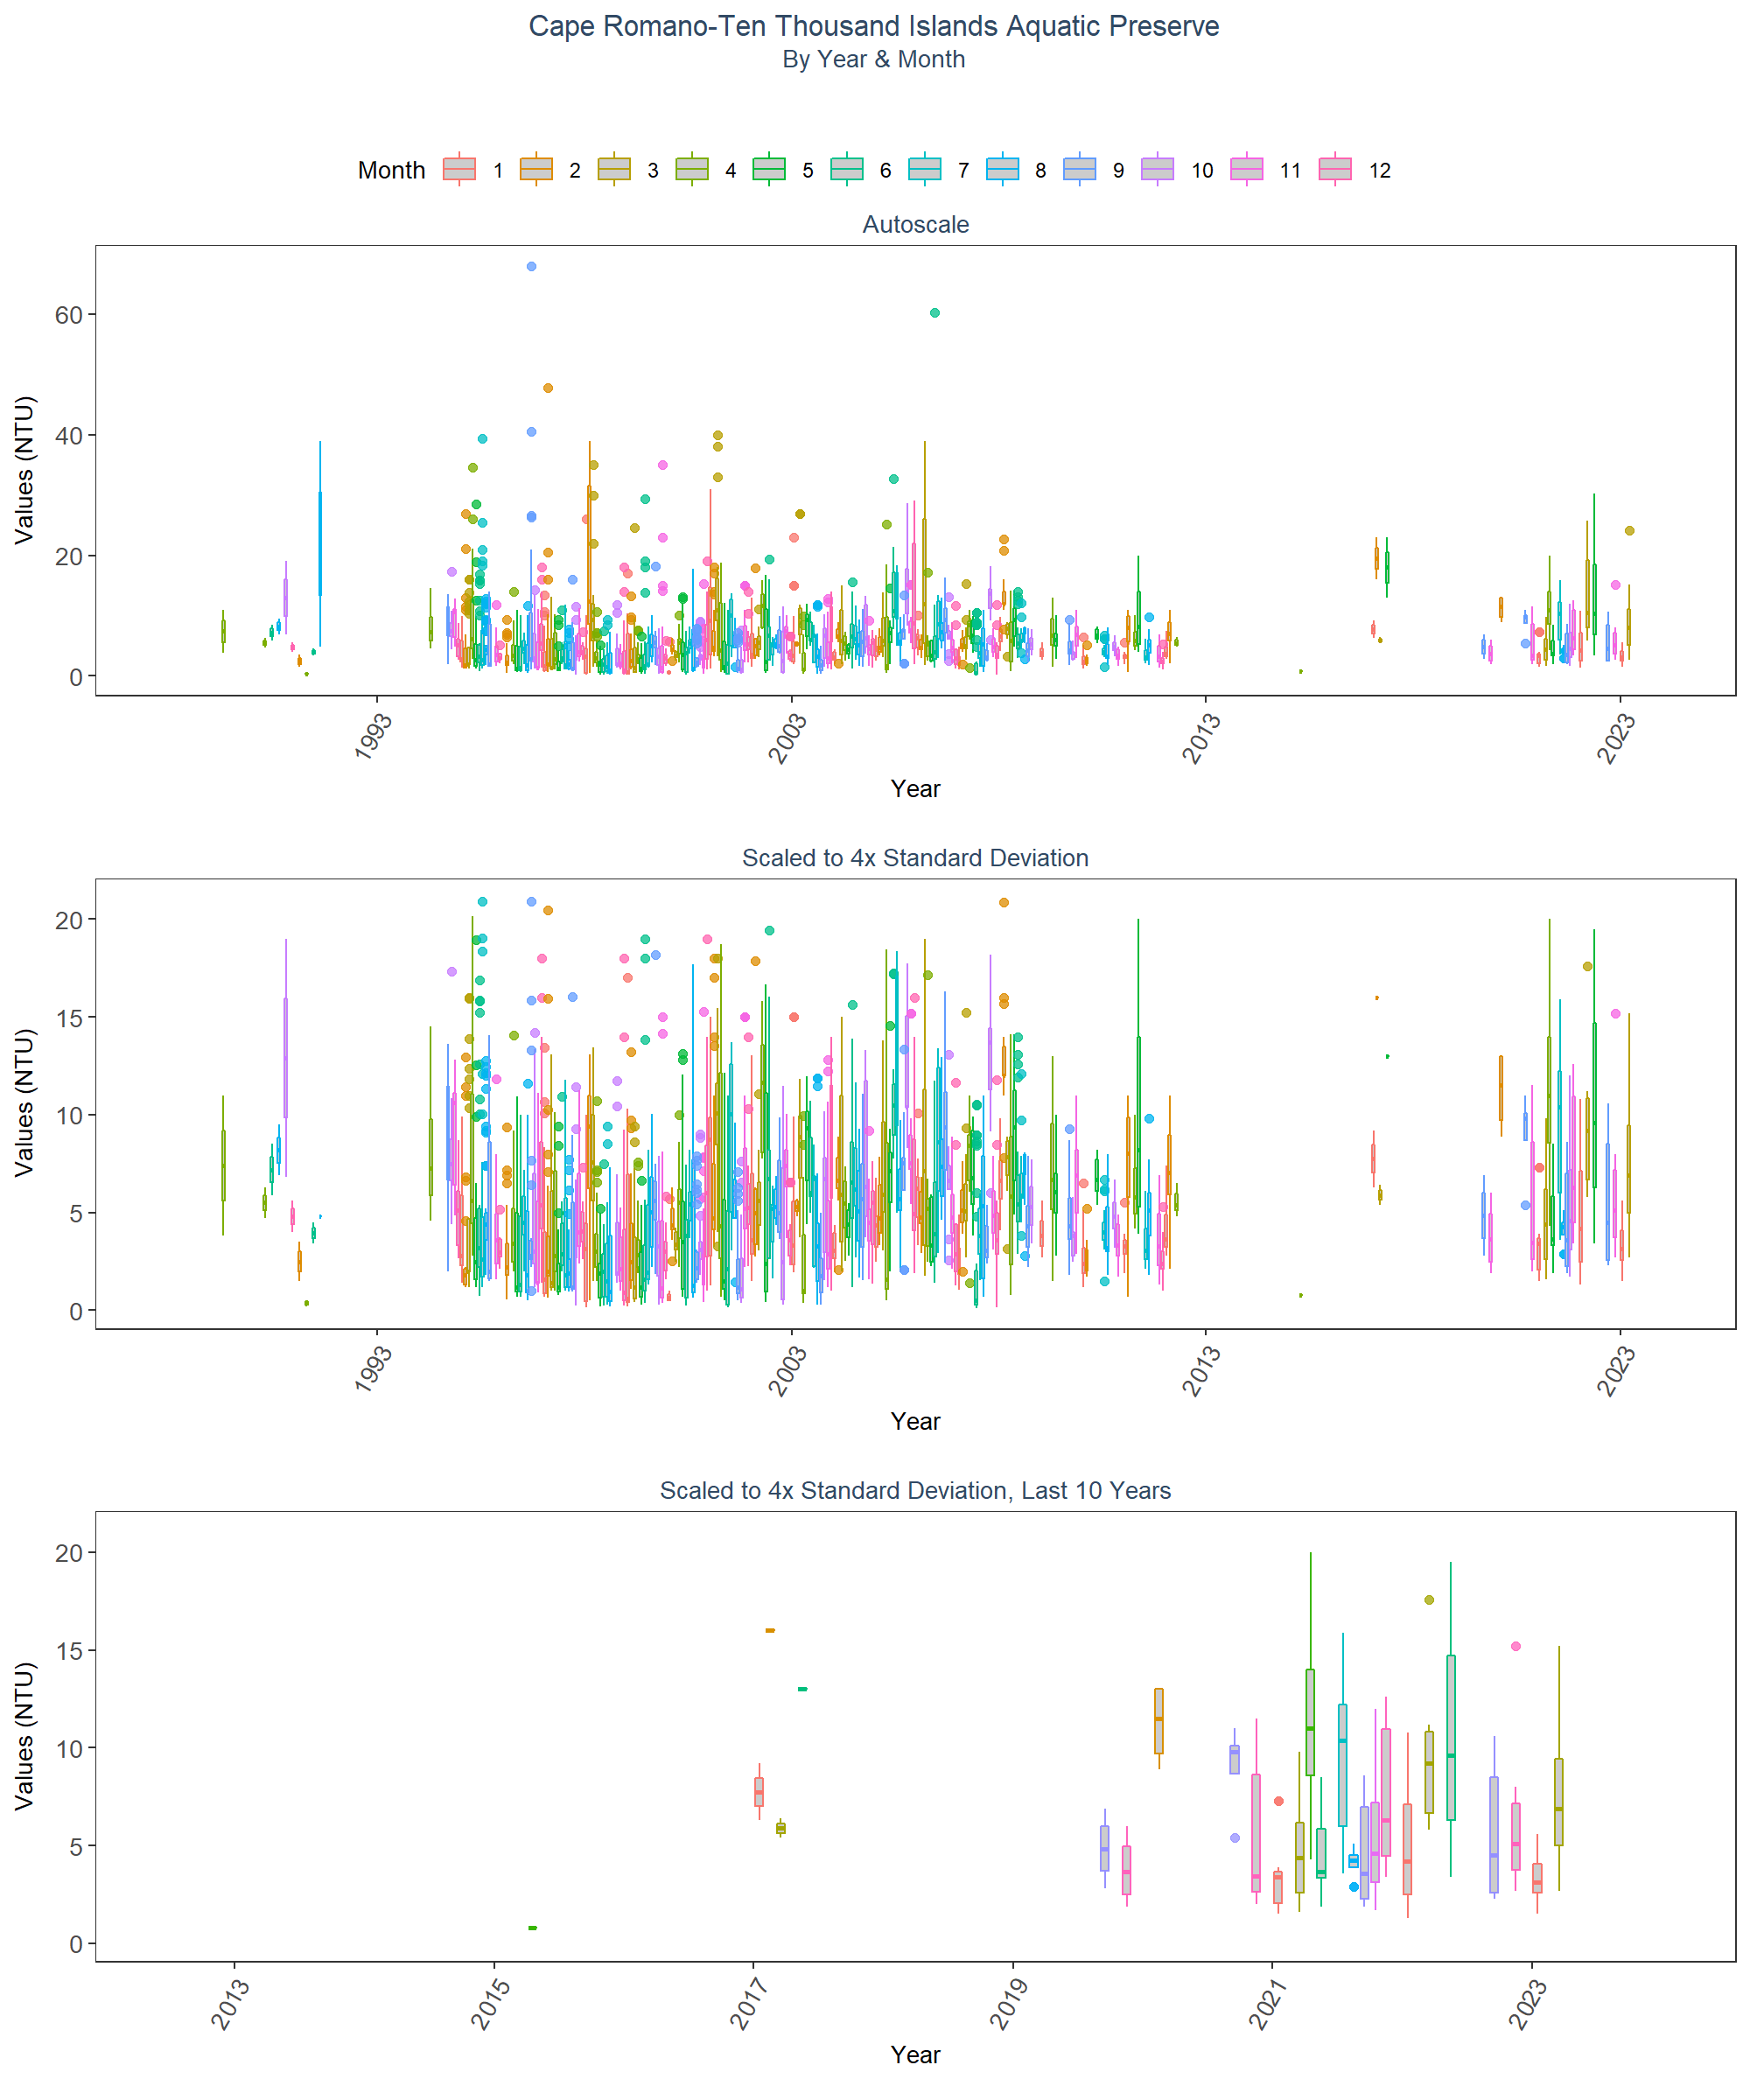 Cape Romano-Ten Thousand Islands Aquatic Preserve
By Year & Month
Month 1 2 3 4 5 6 7 8 9 10 11 12
Autoscale
Values (NTU)
60
40
20
0
1993 2003 2013 2023
Year
Scaled to 4x Standard Deviation
Values (NTU)
20
15
10
5
0
1993 2003 2013 2023
Year
Scaled to 4x Standard Deviation, Last 10 Years
Values (NTU)
20
15
10
5
0
2013 2015 2017 2019 2021 2023
Year